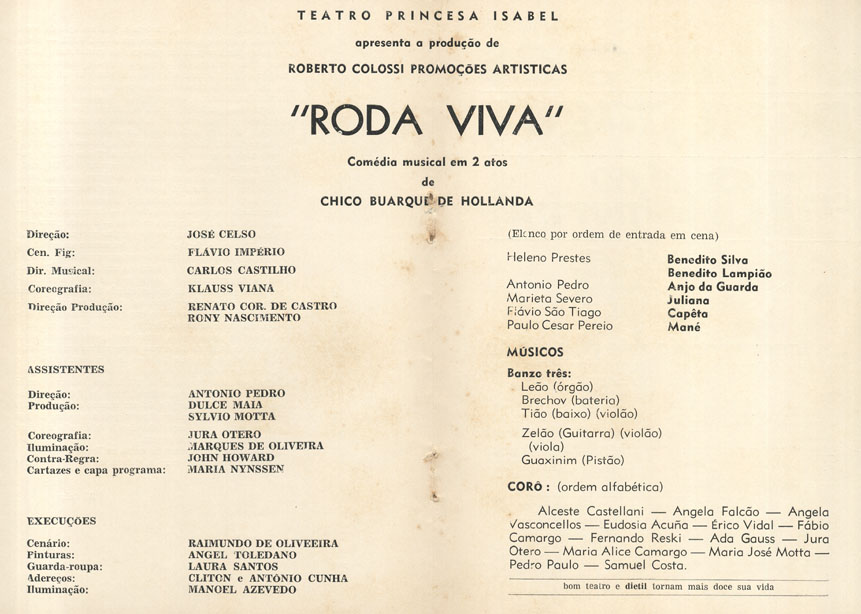 TEATRO PRINCESA ISABEL
apresenta a produção de
ROBERTO COLOSSI PROMOÇÕES ARTISTICAS
"RODA VIVA"
Comédia musical em 2 atos
de
CHICO BUARQUE DE HOLLANDA
Direção: JOSÉ CELSO
Cen. Fig: FLÁVIO IMPÉRIO
Dir. Musical: CARLOS CASTILHO
Coreografia: KLAUSS VIANA
Direção Produção: RENATO COR. DE CASTRO
RONY NASCIMENTO
ASSISTENTES
Direção: ANTONIO PEDRO
Produção: DULCE MAIA
SYLVIO MOTTA
Coreografia: JURA OTERO
Iluminação: MARQUES DE OLIVEIRA
Contra-Regra: JOHN HOWARD
Cartazes e capa programa: MARIA NYNSSEN
EXECUÇÕES
Cenário: RAIMUNDO DE OLIVEEIRA
Pinturas: ANGEL TOLEDANO
Guarda-roupa: LAURA SANTOS
Adereços: CLITON e ANTÔNIO CUNHA
Iluminação: MANOEL AZEVEDO
(Elenco por ordem de entrada em cena)
Heleno Prestes Benedito Silva
Benedito Lampião
Antonio Pedro Anjo da Guarda
Marieta Severo Juliana
Flávio São Tiago Capêta
Paulo Cesar Pereio Mané
MÚSICOS
Banzo três:
Leão (órgão)
Brechov (bateria)
Tião (baixo) (violão)
Zelão (Guitarra) (violão)
(viola)
Guaxinim (Pistão)
CORÔ: (ordem alfabética)
Alceste Castellani — Angela Falcão — Angela
Vasconcellos — Eudosia Acuña — Érico Vidal — Fábio
Camargo — Fernando Reski — Ada Gauss — Jura
Otero — Maria Alice Camargo — Maria José Motta —
Pedro Paulo — Samuel Costa.
bom teatro e dietil tornam mais doce sua vida